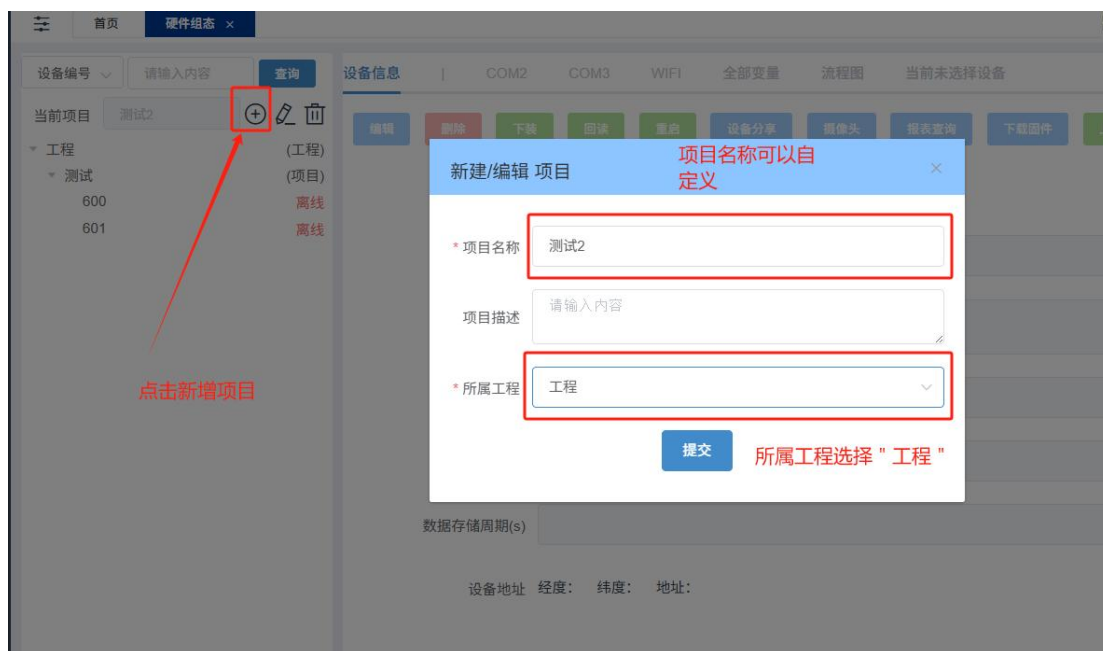 首页
硬件组态 ×
设备编号
请输入内容
查询
设备信息 | COM2 COM3 WIFI 全部变量 流程图 当前未选择设备
当前项目
测试2
编辑 删除 下装 回读 重启 设备分享 摄像头 报表查询 下载固件
工程 (工程)
测试 (项目)
600 离线
601 离线
新建/编辑 项目
项目名称可以自
定义
* 项目名称
测试2
项目描述
请输入内容
* 所属工程
工程
点击新增项目
提交
所属工程选择＂工程＂
数据存储周期(s)
设备地址 经度： 纬度： 地址：